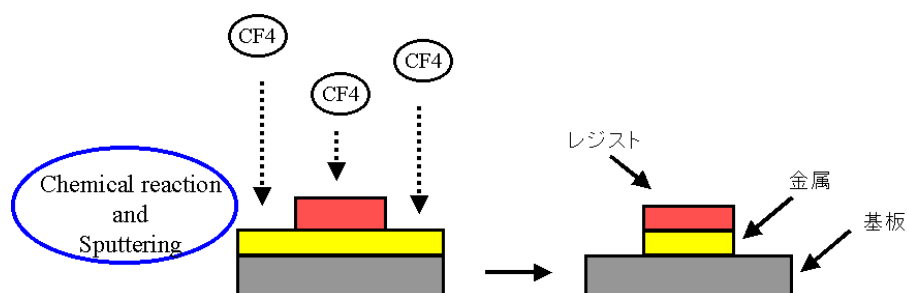 CF4
CF4
CF4
Chemical reaction
and
Sputtering
レジスト
金属
基板